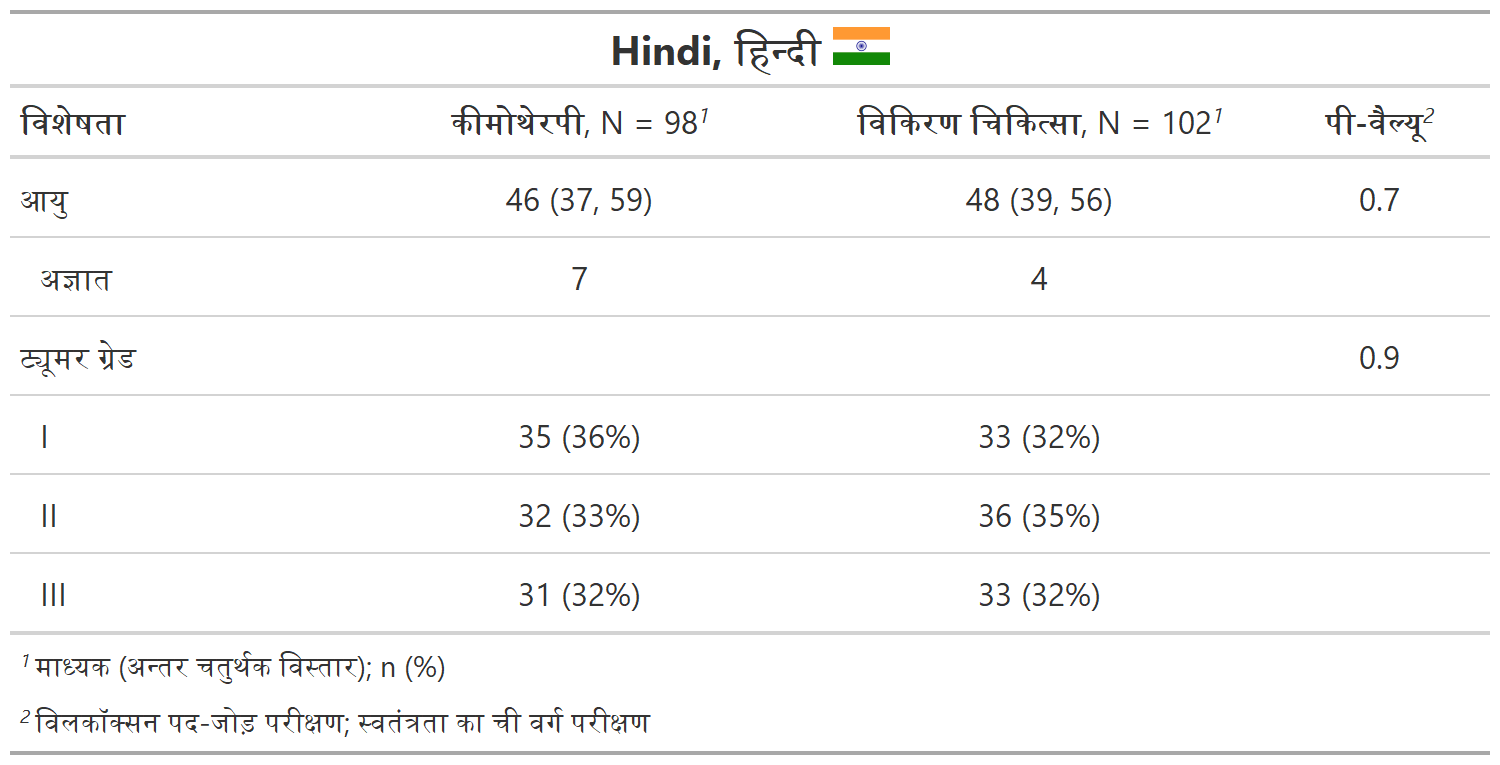 Hindi, हिन्दी
विशेषता कीमोथेरपी, N = 98¹ विकिरण चिकित्सा, N = 102¹ पी-वैल्यू²
आयु 46 (37, 59) 48 (39, 56) 0.7
अज्ञात 7 4
ट्यूमर ग्रेड 0.9
I 35 (36%) 33 (32%)
II 32 (33%) 36 (35%)
III 31 (32%) 33 (32%)
¹ माध्यक (अन्तर चतुर्थक विस्तार); n (%)
² विलकॉक्सन पद-जोड़ परीक्षण; स्वतंत्रता का ची वर्ग परीक्षण